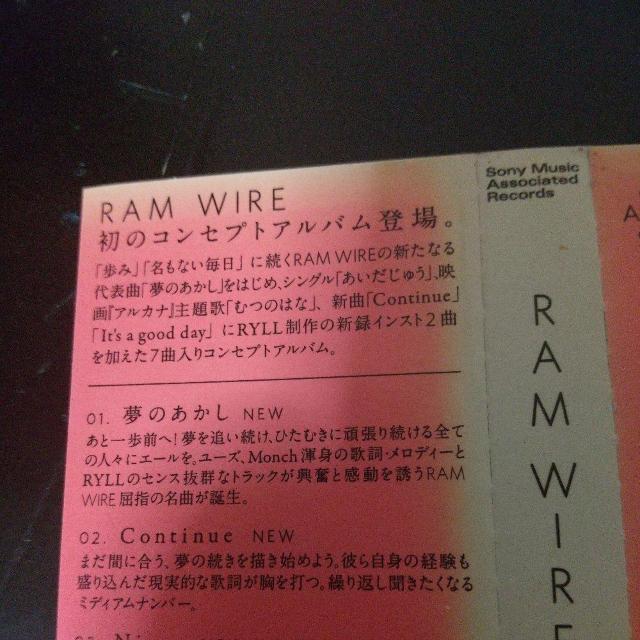 RAM WIRE
初のコンセプトアルバム登場。
「歩み」「名もない毎日」に続くRAM WIREの新たなる
代表曲「夢のあかし」をはじめ、シングル「あいだじゅう」、映
画『アルカナ』主題歌「むつのはな」、新曲「Continue」
「It's a good day」にRYLL制作の新録インスト2曲
を加えた7曲入りコンセプトアルバム。
01. 夢のあかし NEW
あと一歩前へ!夢を追い続け、ひたむきに頑張り続ける全て
の人々にエールを。ユーズ、Monch渾身の歌詞・メロディーと
RYLLのセンス抜群なトラックが興奮と感動を誘うRAM
WIRE屈指の名曲が誕生。
02. Continue NEW
まだ間に合う、夢の続きを描き始めよう。彼ら自身の経験も
盛り込んだ現実的な歌詞が胸を打つ。繰り返し聞きたくなる
ミディアムナンバー。
Sony Music
Associated
Records
RAM WIRE